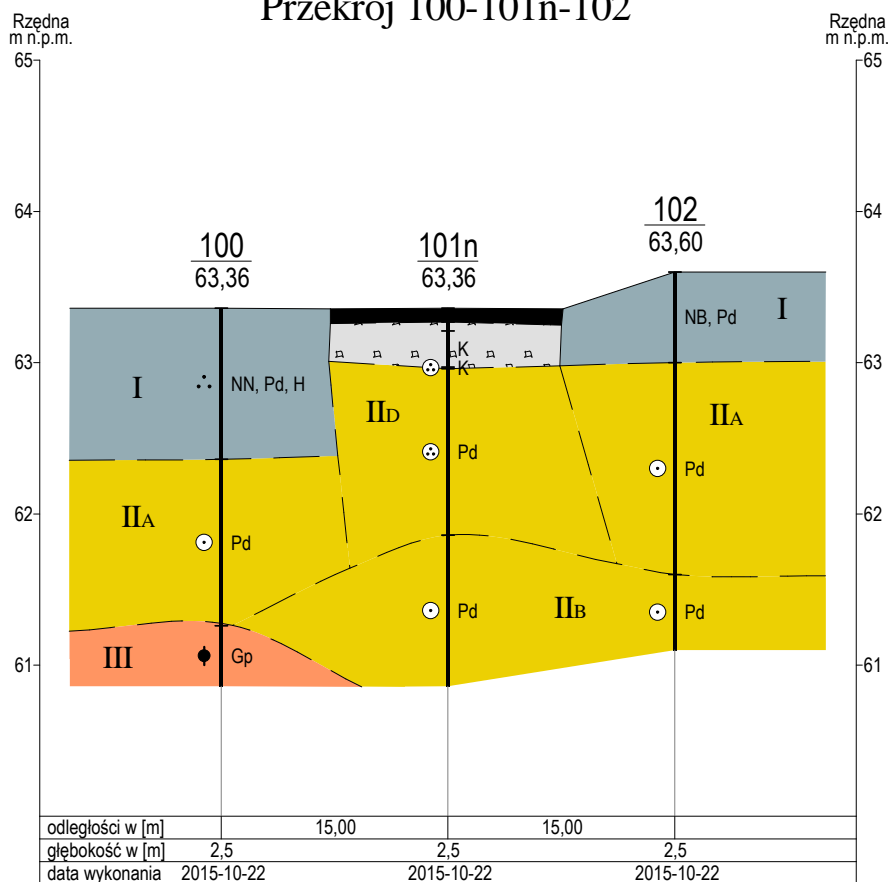 Przekrój 100-101n-102
Rzędna
m n.p.m.
Rzędna
m n.p.m.
65
65
64
64
63
63
62
62
61
61
100
63,36
101n
63,36
102
63,60
I
NN, Pd, H
K
K
NB, Pd
I
IID
IIA
IIA
Pd
Pd
Pd
III
Gp
Pd
IIB
Pd
odległości w [m] 15,00 15,00
głębokość w [m] 2,5 2,5 2,5
data wykonania 2015-10-22 2015-10-22 2015-10-22